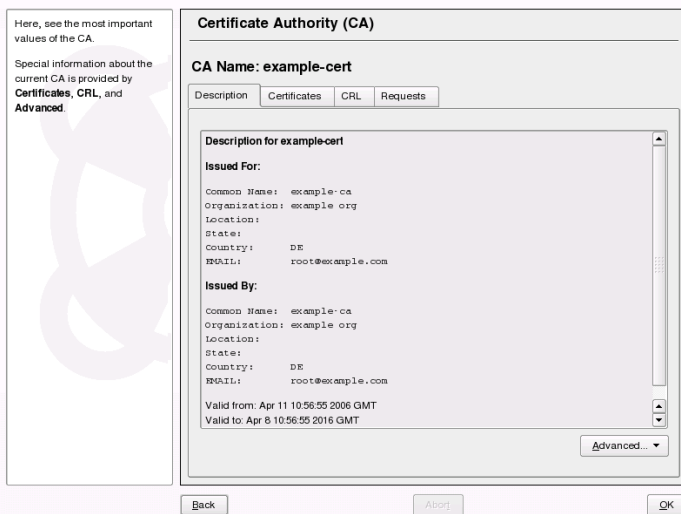 Here, see the most important
values of the CA.
Special information about the
current CA is provided by
Certificates, CRL, and
Advanced.
Certificate Authority (CA)
CA Name: example-cert
Description Certificates CRL Requests
Description for example-cert
Issued For:
Common Name: example-ca
Organization: example org
Location:
State:
Country: DE
EMAIL: root@example.com
Issued By:
Common Name: example-ca
Organization: example org
Location:
State:
Country: DE
EMAIL: root@example.com
Valid from: Apr 11 10:56:55 2006 GMT
Valid to: Apr 8 10:56:55 2016 GMT
Advanced...
Back Abort OK